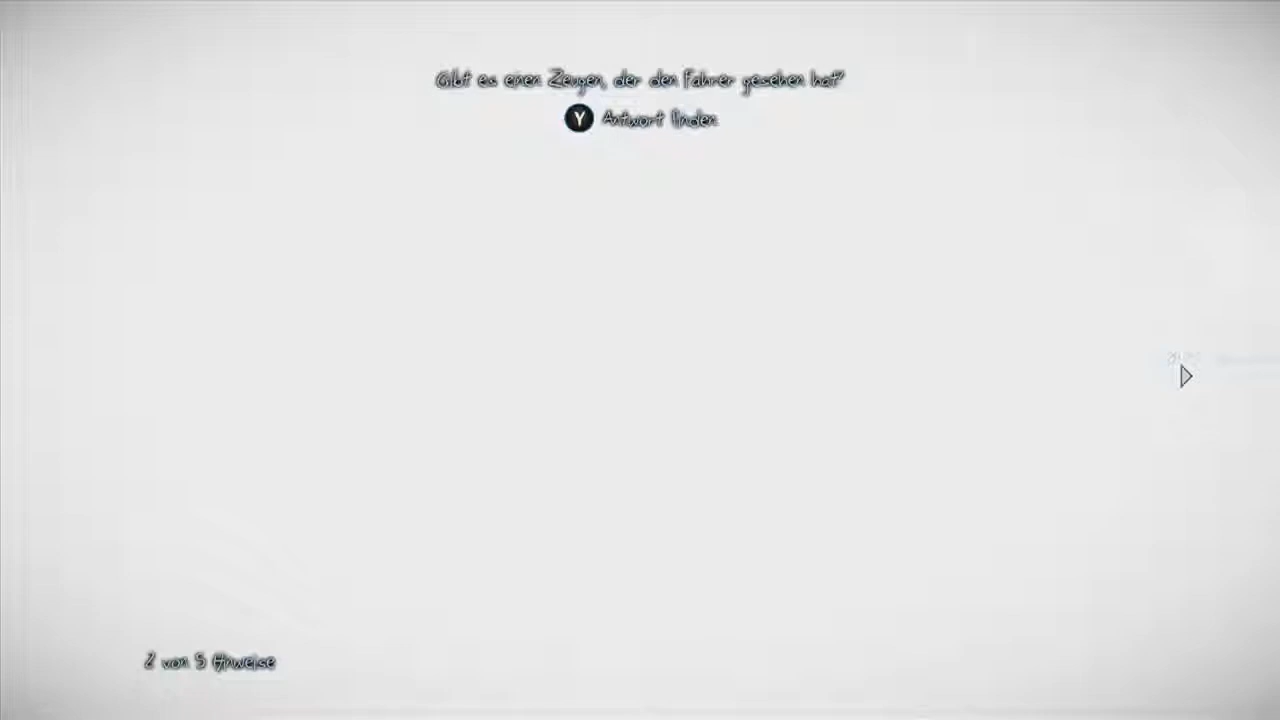 Gibt es einen Zeugen, der den Fahrer gesehen hat?
Y Antwort finden
2 von 5 Hinweise